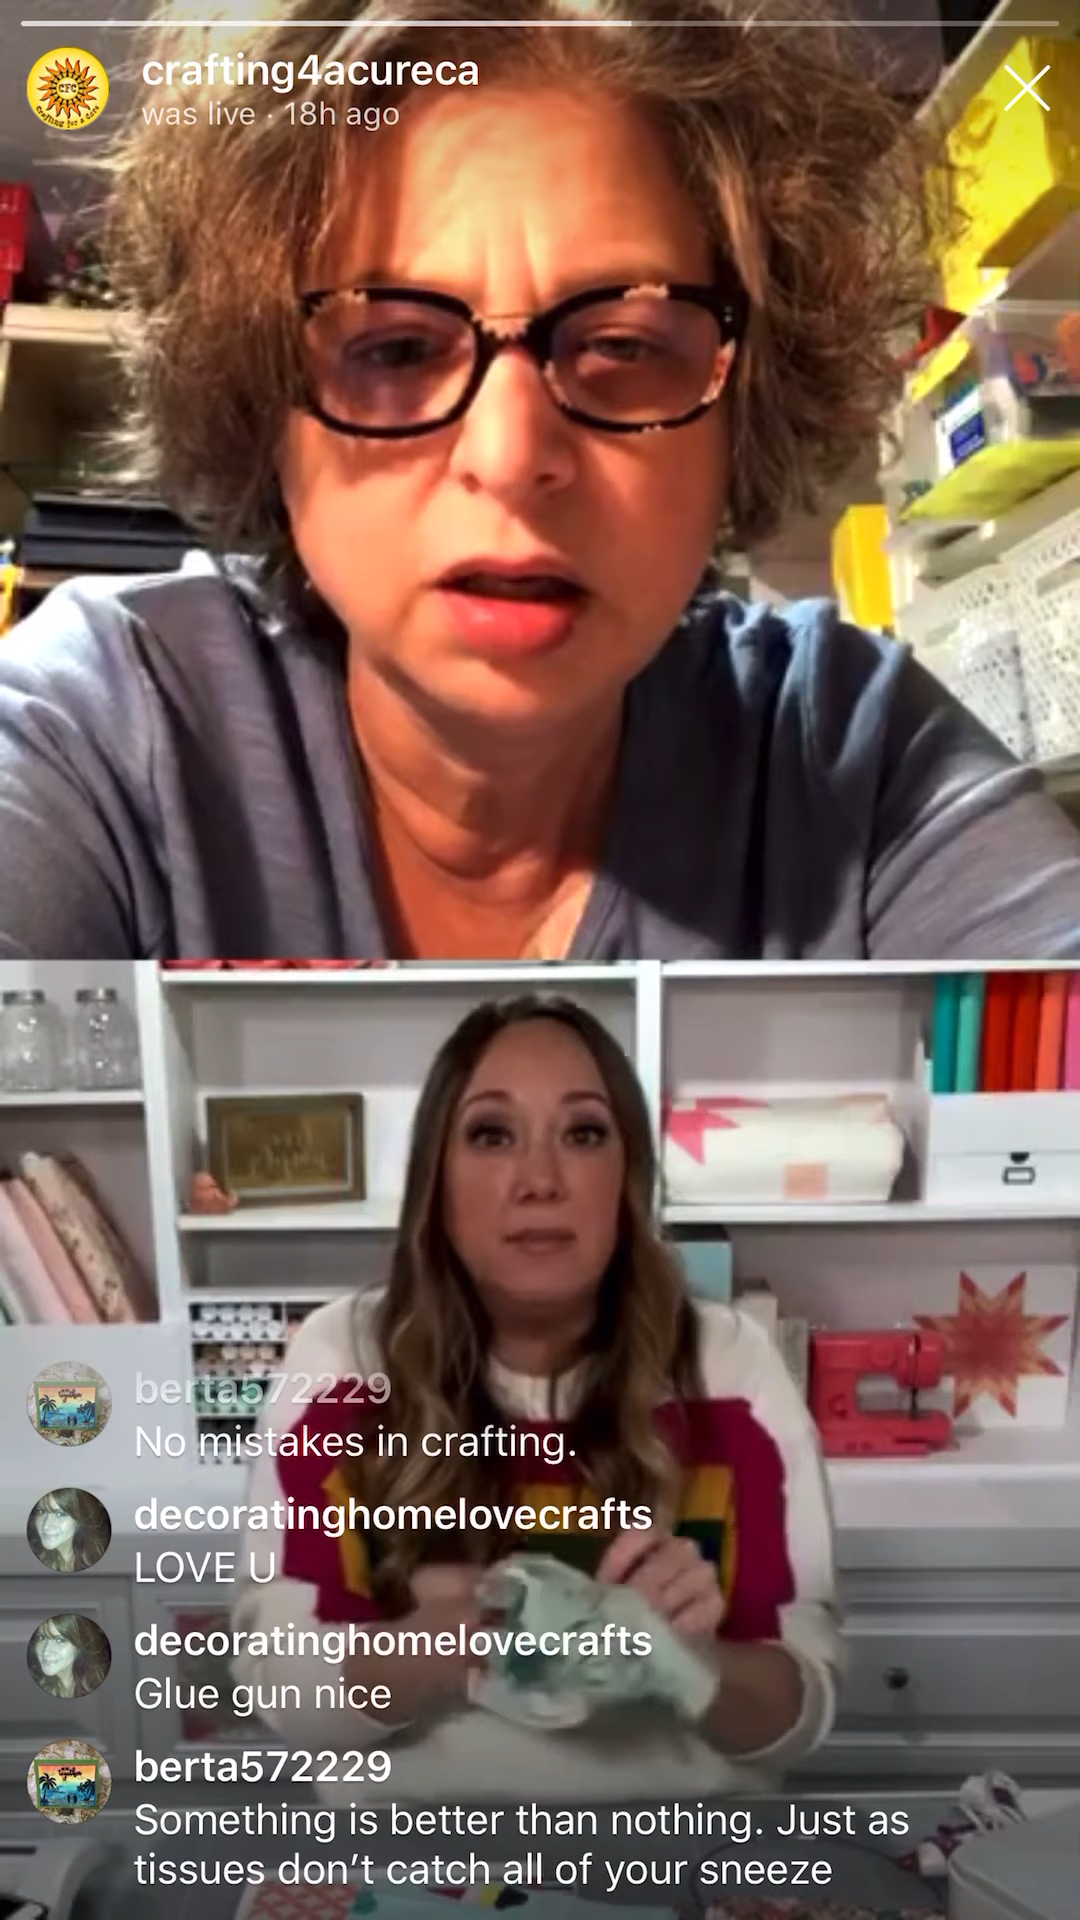 crafting4acureca
was live · 18h ago
CFC
berta572229
No mistakes in crafting.
decoratinghomelovecrafts
LOVE U
decoratinghomelovecrafts
Glue gun nice
berta572229
Something is better than nothing. Just as
tissues don’t catch all of your sneeze